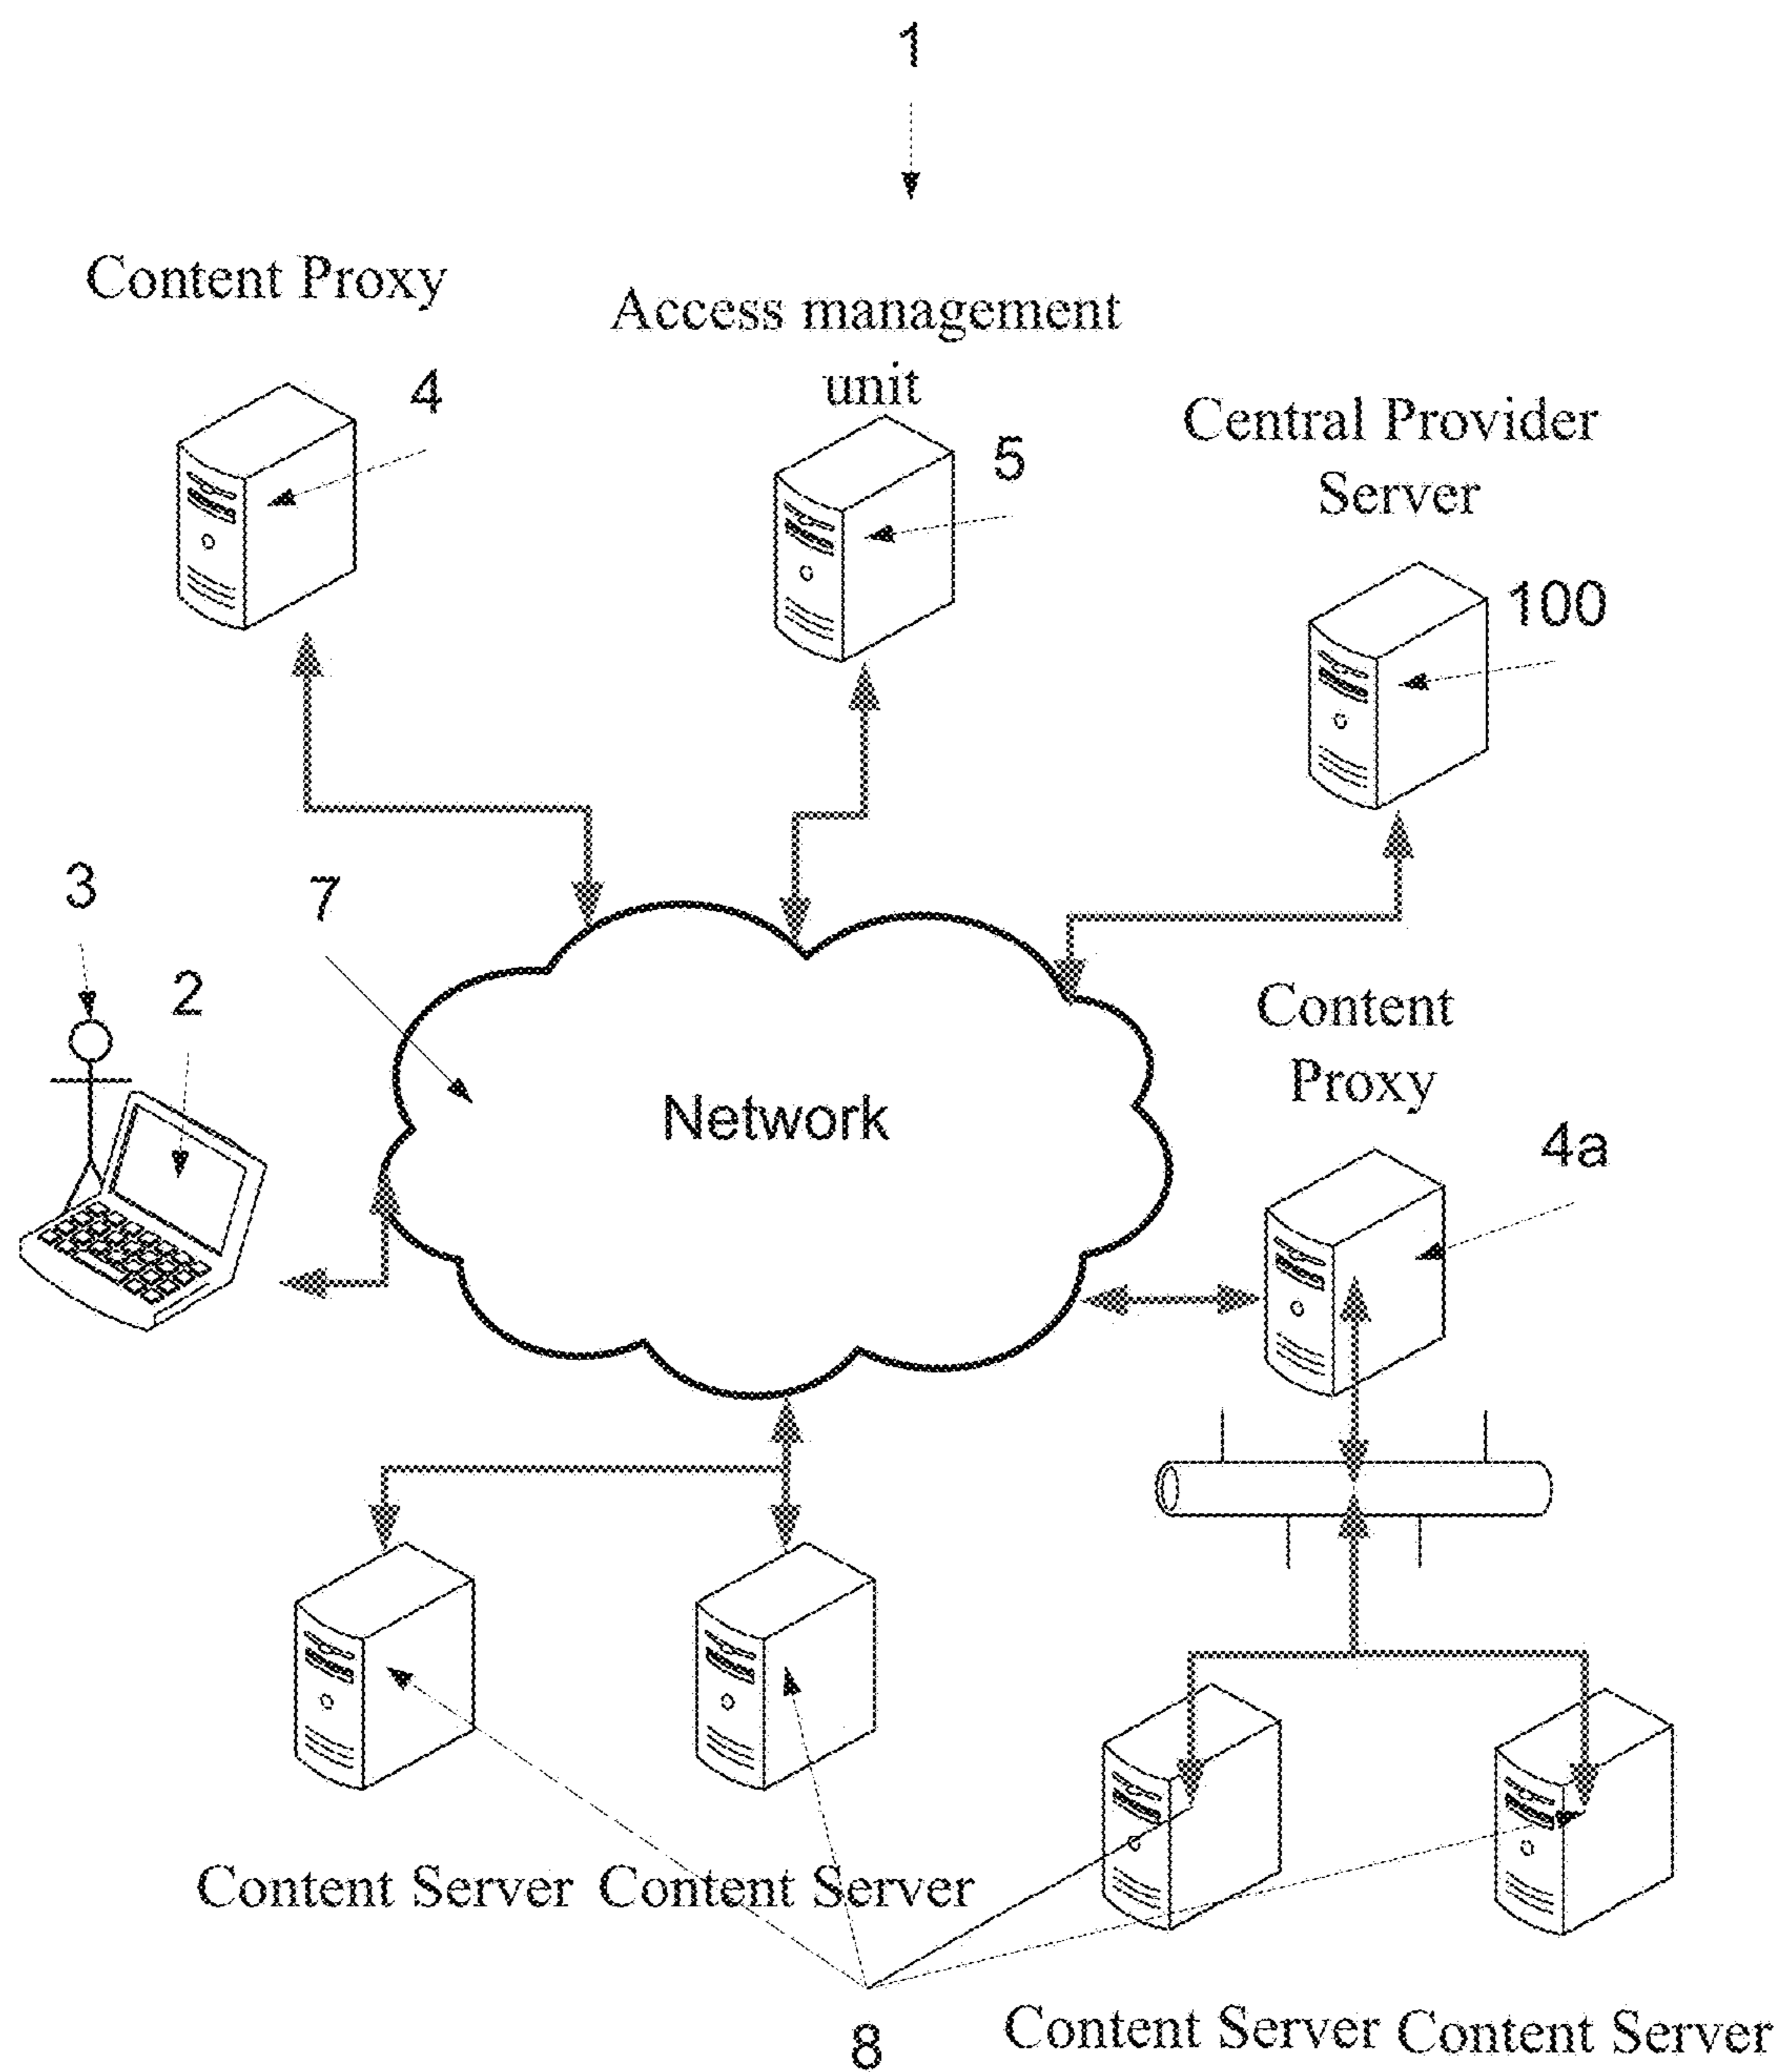 1
Content Proxy
Access management
unit
4
Central Provider
Server
5
100
3
7
2
Content
Proxy
Network
4a
Content Server Content Server
8
Content Server Content Server